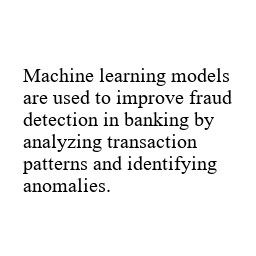 Machine learning models
are used to improve fraud
detection in banking by
analyzing transaction
patterns and identifying
anomalies.